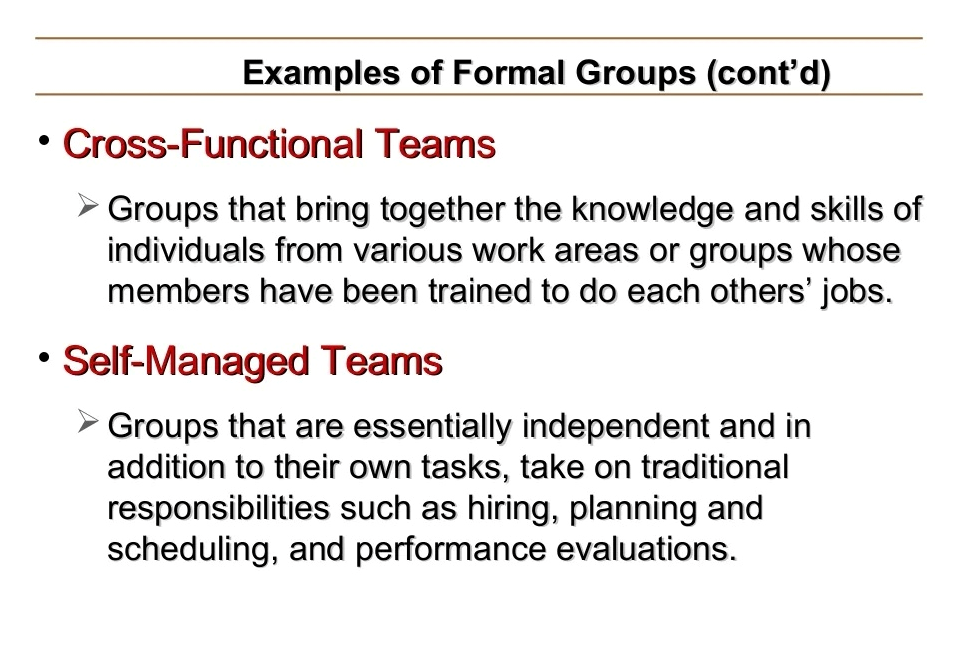 Examples of Formal Groups (cont’d)
• Cross-Functional Teams
➢ Groups that bring together the knowledge and skills of
individuals from various work areas or groups whose
members have been trained to do each others’ jobs.
• Self-Managed Teams
➢ Groups that are essentially independent and in
addition to their own tasks, take on traditional
responsibilities such as hiring, planning and
scheduling, and performance evaluations.